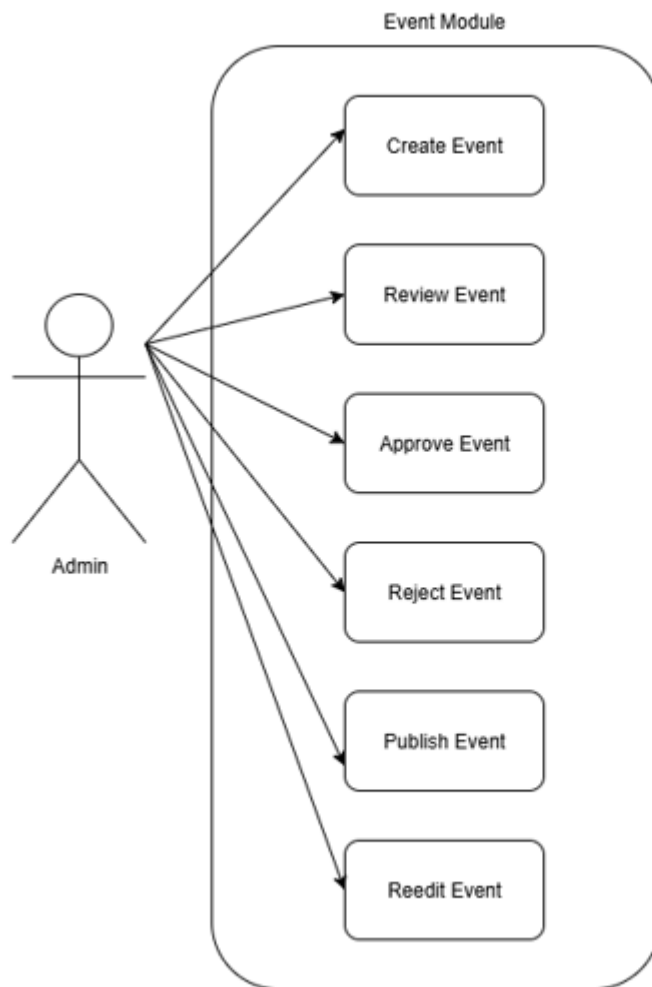 Event Module
Create Event
Review Event
Approve Event
Reject Event
Admin
Publish Event
Reedit Event